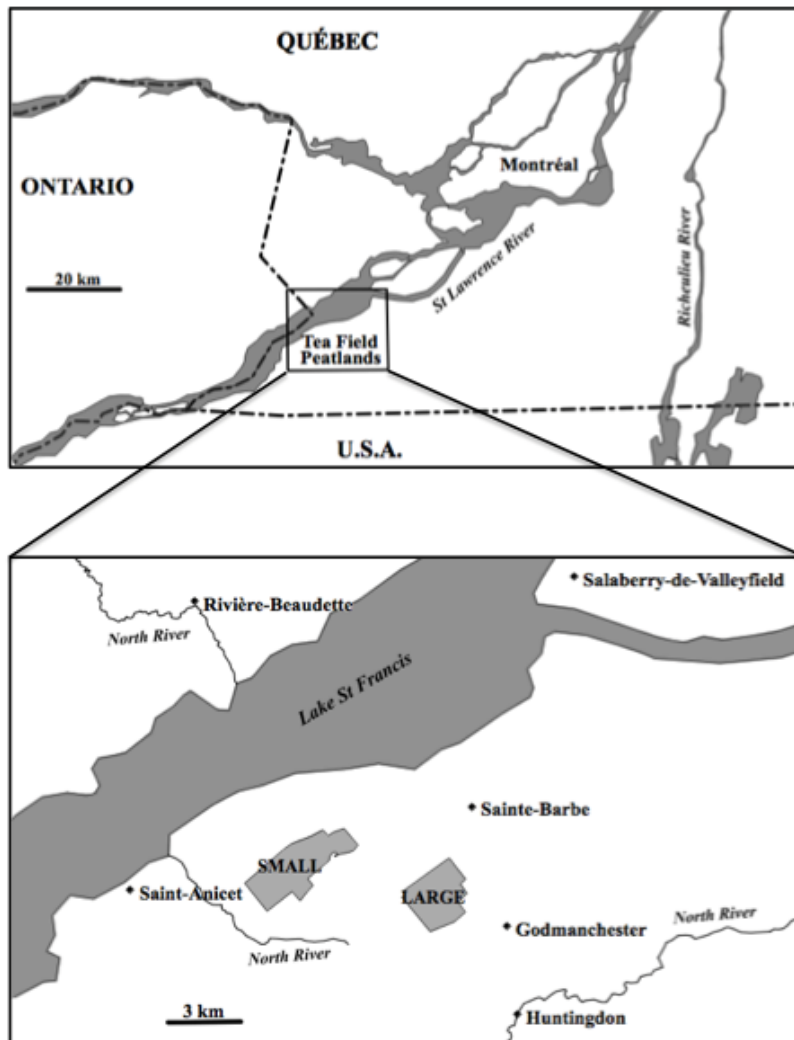 QUÉBEC
ONTARIO
Montréal
20 km
St Lawrence River
Richeulieu River
Tea Field
Peatlands
U.S.A.
Salaberry-de-Valleyfield
Rivière-Beaudette
North River
Lake St Francis
Sainte-Barbe
SMALL
Saint-Anicet
LARGE
North River
Godmanchester
North River
3 km
Huntingdon